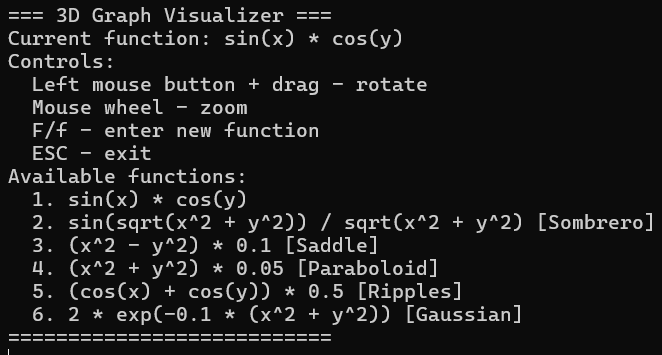 === 3D Graph Visualizer ===
Current function: sin(x) * cos(y)
Controls:
  Left mouse button + drag - rotate
  Mouse wheel - zoom
  F/f - enter new function
  ESC - exit
Available functions:
  1. sin(x) * cos(y)
  2. sin(sqrt(x^2 + y^2)) / sqrt(x^2 + y^2) [Sombrero]
  3. (x^2 - y^2) * 0.1 [Saddle]
  4. (x^2 + y^2) * 0.05 [Paraboloid]
  5. (cos(x) + cos(y)) * 0.5 [Ripples]
  6. 2 * exp(-0.1 * (x^2 + y^2)) [Gaussian]
===========================